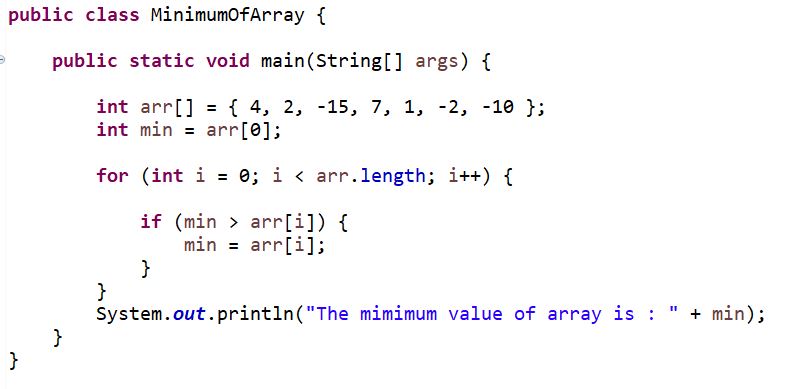 public class MinimumOfArray {
public static void main(String[] args) {
int arr[] = { 4, 2, -15, 7, 1, -2, -10 };
int min = arr[0];
for (int i = 0; i < arr.length; i++) {
if (min > arr[i]) {
min = arr[i];
}
}
System.out.println("The mimimum value of array is : " + min);
}
}